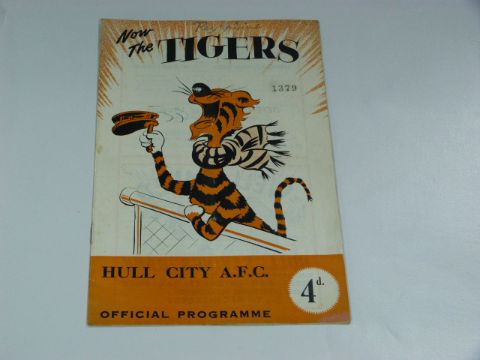 Now
The TIGERS
1379
HULL CITY A.F.C.
4d.
OFFICIAL PROGRAMME